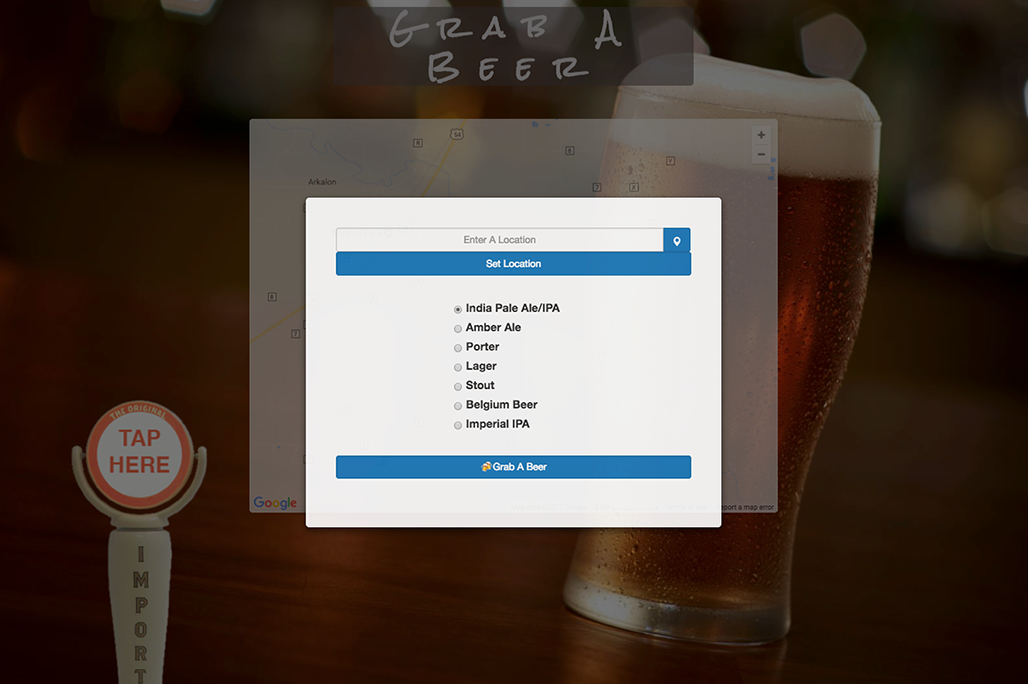 Grab A
Beer
54
Arkalon
Enter A Location
Set Location
India Pale Ale/IPA
Amber Ale
Porter
Lager
Stout
Belgium Beer
Imperial IPA
Grab A Beer
THE ORIGINAL
TAP
HERE
IMPORT
Google
report a map error